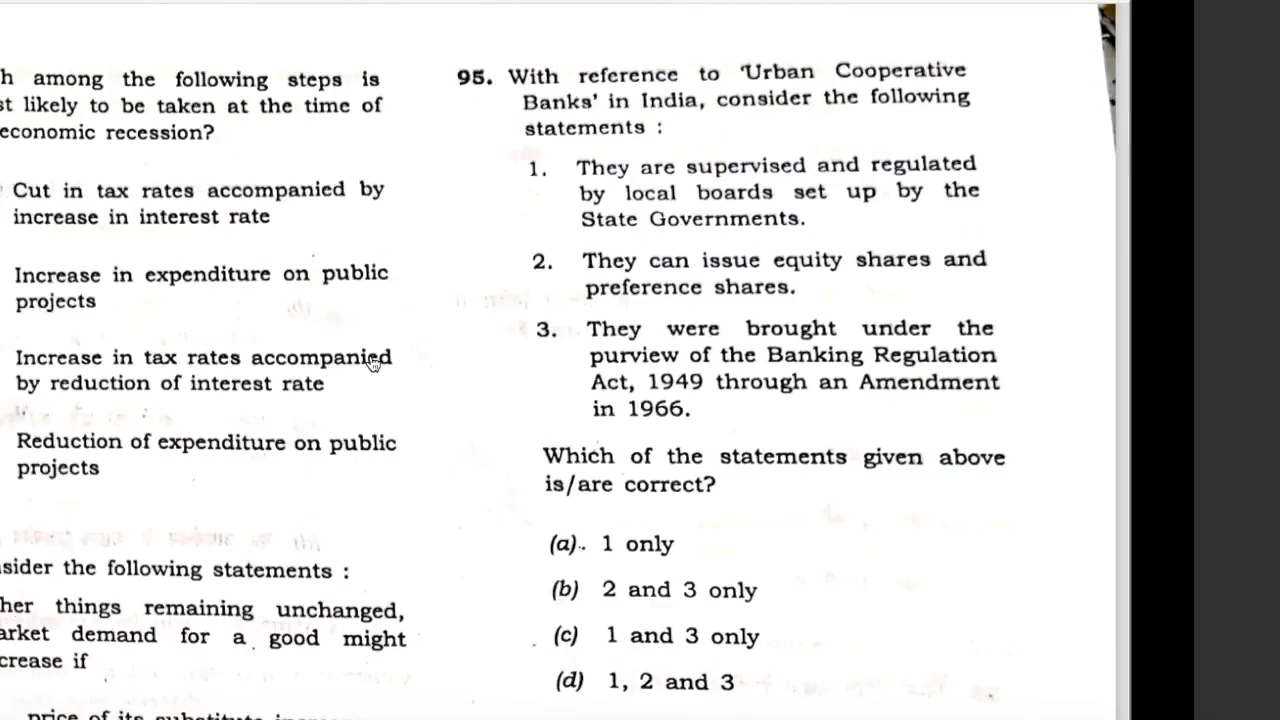 h among the following steps is
st likely to be taken at the time of
economic recession?
Cut in tax rates accompanied by
increase in interest rate
Increase in expenditure on public
projects
Increase in tax rates accompanied
by reduction of interest rate
Reduction of expenditure on public
projects
nsider the following statements :
her things remaining unchanged,
arket demand for a good might
crease if
price of its substitute
95. With reference to 'Urban Cooperative
Banks' in India, consider the following
statements :
1. They are supervised and regulated
by local boards set up by the
State Governments.
2. They can issue equity shares and
preference shares.
3. They were brought under the
purview of the Banking Regulation
Act, 1949 through an Amendment
in 1966.
Which of the statements given above
is/are correct?
(a) 1 only
(b) 2 and 3 only
(c) 1 and 3 only
(d) 1, 2 and 3